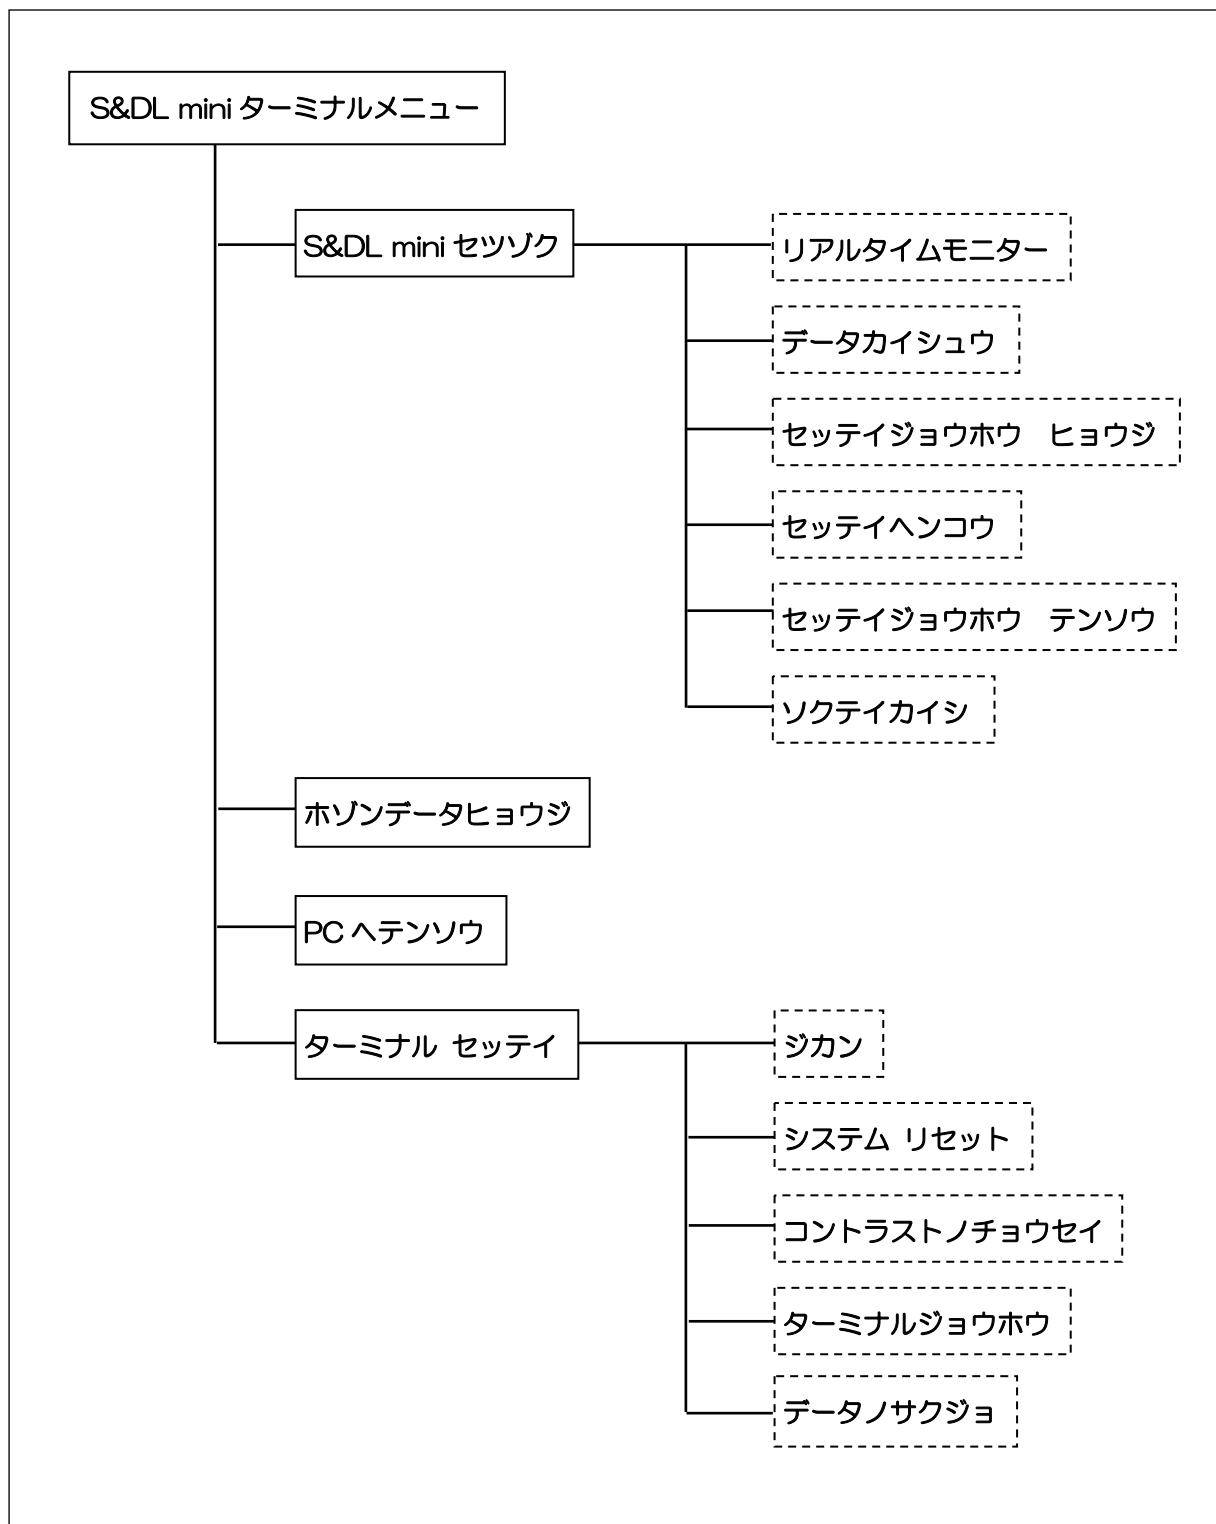 S&DL mini ターミナルメニュー
S&DL mini セツゾク
リアルタイムモニター
データカイシュウ
セッテイジョウホウ　ヒョウジ
セッテイヘンコウ
セッテイジョウホウ　テンソウ
ソクテイカイシ
ホゾンデータヒョウジ
PC ヘテンソウ
ターミナル セッテイ
ジカン
システム リセット
コントラストノチョウセイ
ターミナルジョウホウ
データノサクジョ